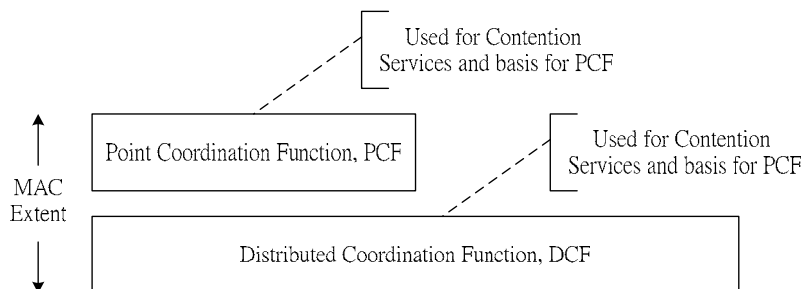 Used for Contention
Services and basis for PCF
Point Coordination Function, PCF
Used for Contention
Services and basis for PCF
MAC
Extent
Distributed Coordination Function, DCF